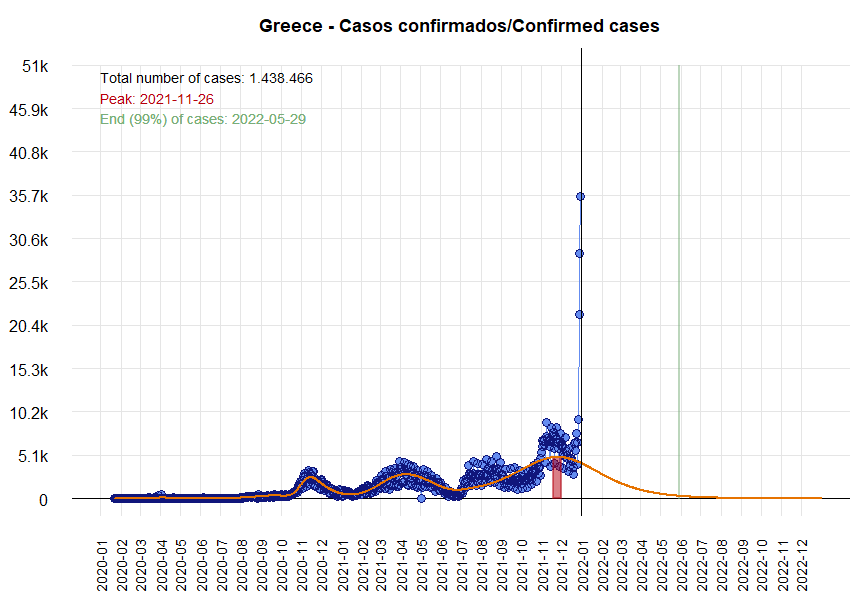 Greece - Casos confirmados/Confirmed cases
Total number of cases: 1.438.466
Peak: 2021-11-26
End (99%) of cases: 2022-05-29
51k
45.9k
40.8k
35.7k
30.6k
25.5k
20.4k
15.3k
10.2k
5.1k
0
2020-01
2020-02
2020-03
2020-04
2020-05
2020-06
2020-07
2020-08
2020-09
2020-10
2020-11
2020-12
2021-01
2021-02
2021-03
2021-04
2021-05
2021-06
2021-07
2021-08
2021-09
2021-10
2021-11
2021-12
2022-01
2022-02
2022-03
2022-04
2022-05
2022-06
2022-07
2022-08
2022-09
2022-10
2022-11
2022-12